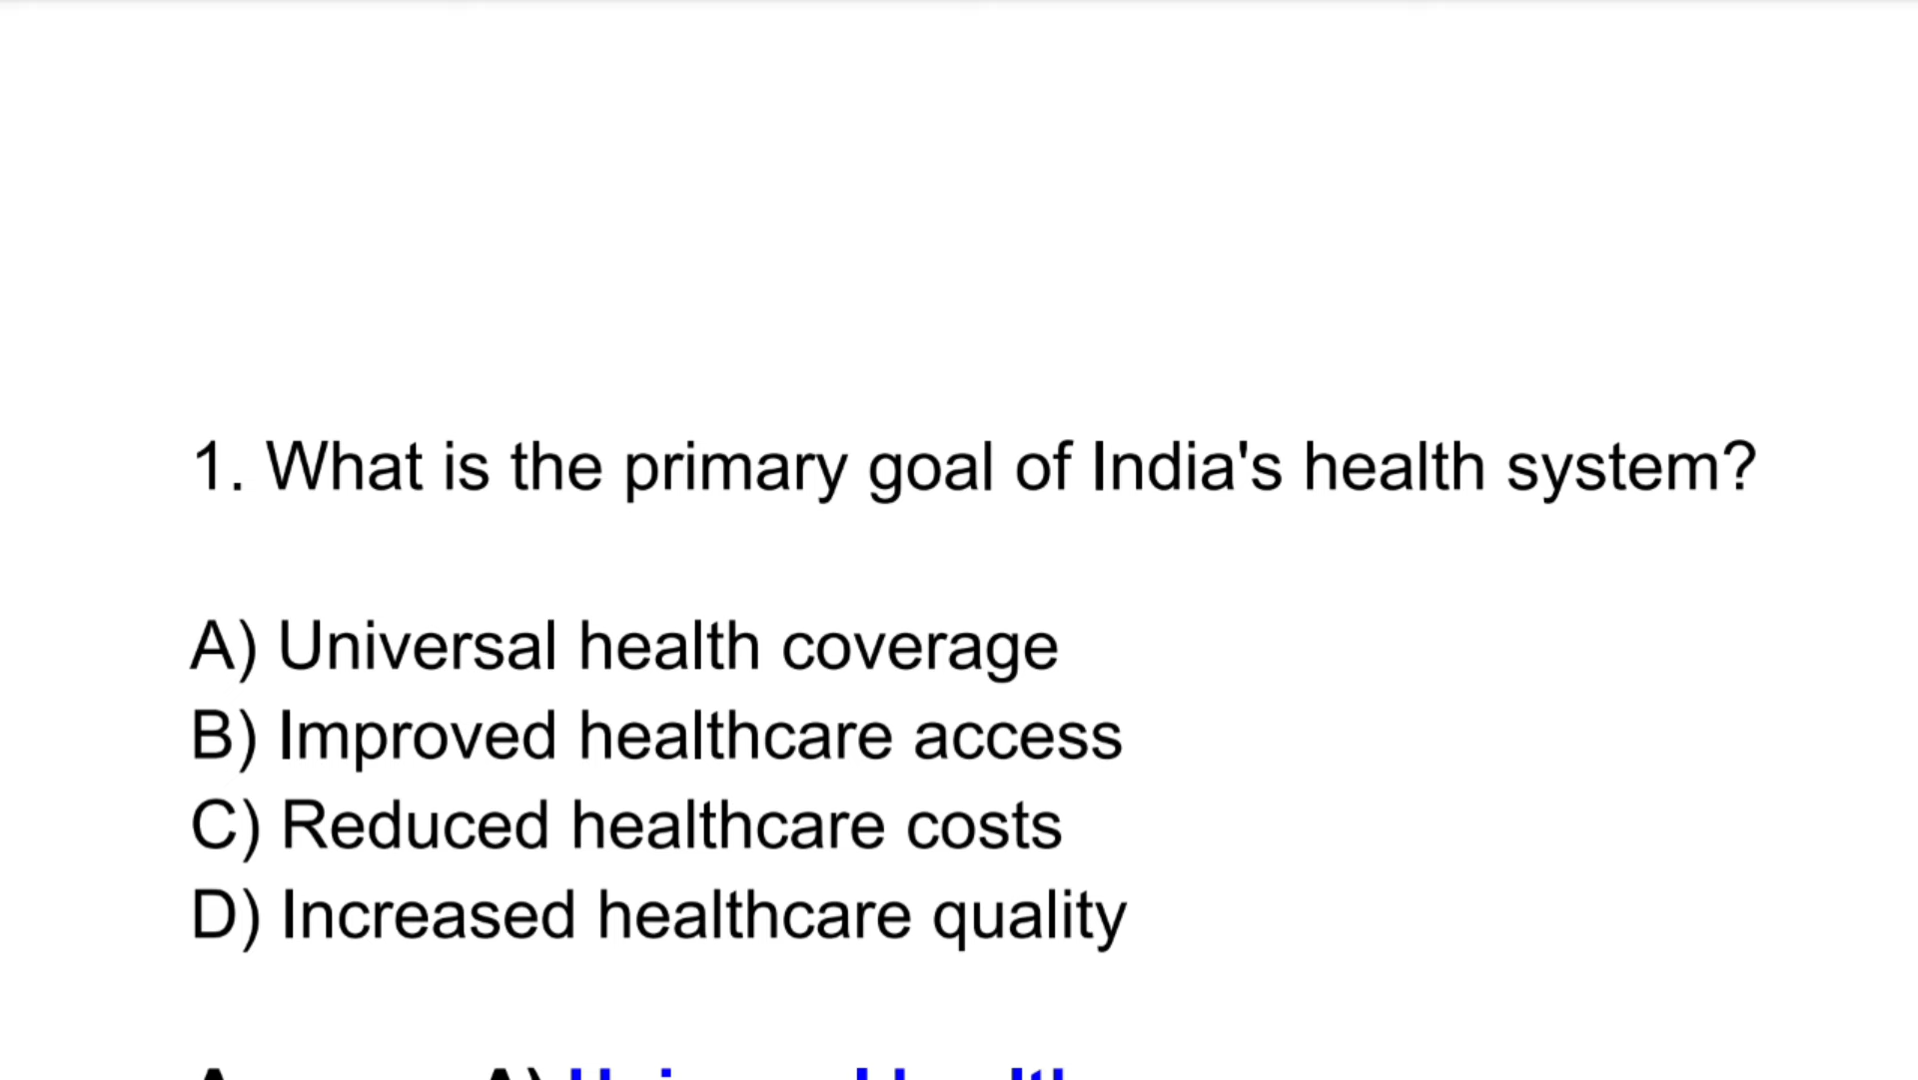 1. What is the primary goal of India's health system?
A) Universal health coverage
B) Improved healthcare access
C) Reduced healthcare costs
D) Increased healthcare quality